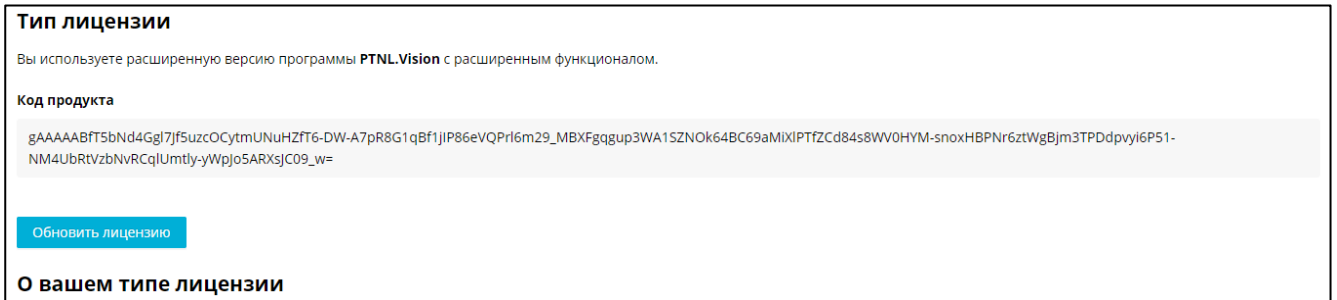 Тип лицензии
Вы используете расширенную версию программы PTNL.Vision с расширенным функционалом.
Код продукта
gAAAAABfT5bNd4Ggl7Jf5uzcOCytmUNuHZfT6-DW-A7pR8G1qBf1jIP86eVQPrl6m29_MBXFgqgup3WA1SZNOk64BC69aMiXlPTfZCd84s8WV0HYM-snoxHBPNr6ztWgBjm3TPDdpvyi6P51-
NM4UbRtVzbNvRCqlUmtly-yWpJo5ARXsJC09_w=
Обновить лицензию
О вашем типе лицензии